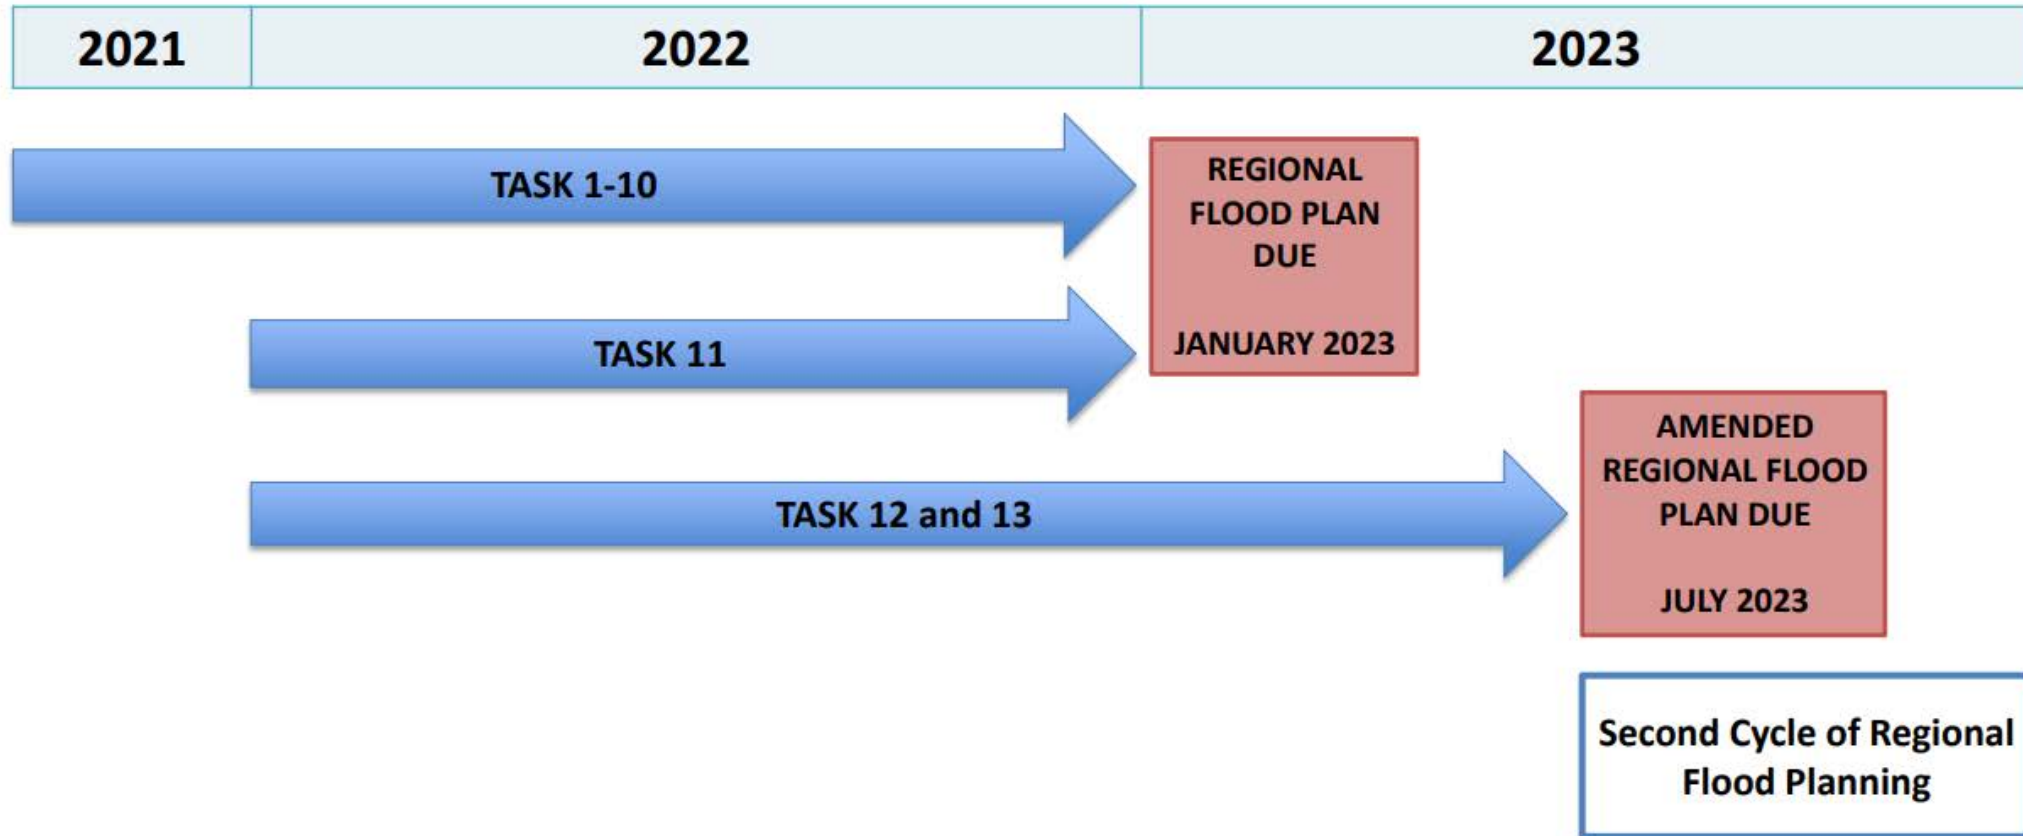 2021
2022
2023
TASK 1-10
REGIONAL
FLOOD PLAN
DUE
JANUARY 2023
TASK 11
AMENDED
REGIONAL FLOOD
PLAN DUE
JULY 2023
TASK 12 and 13
Second Cycle of Regional
Flood Planning